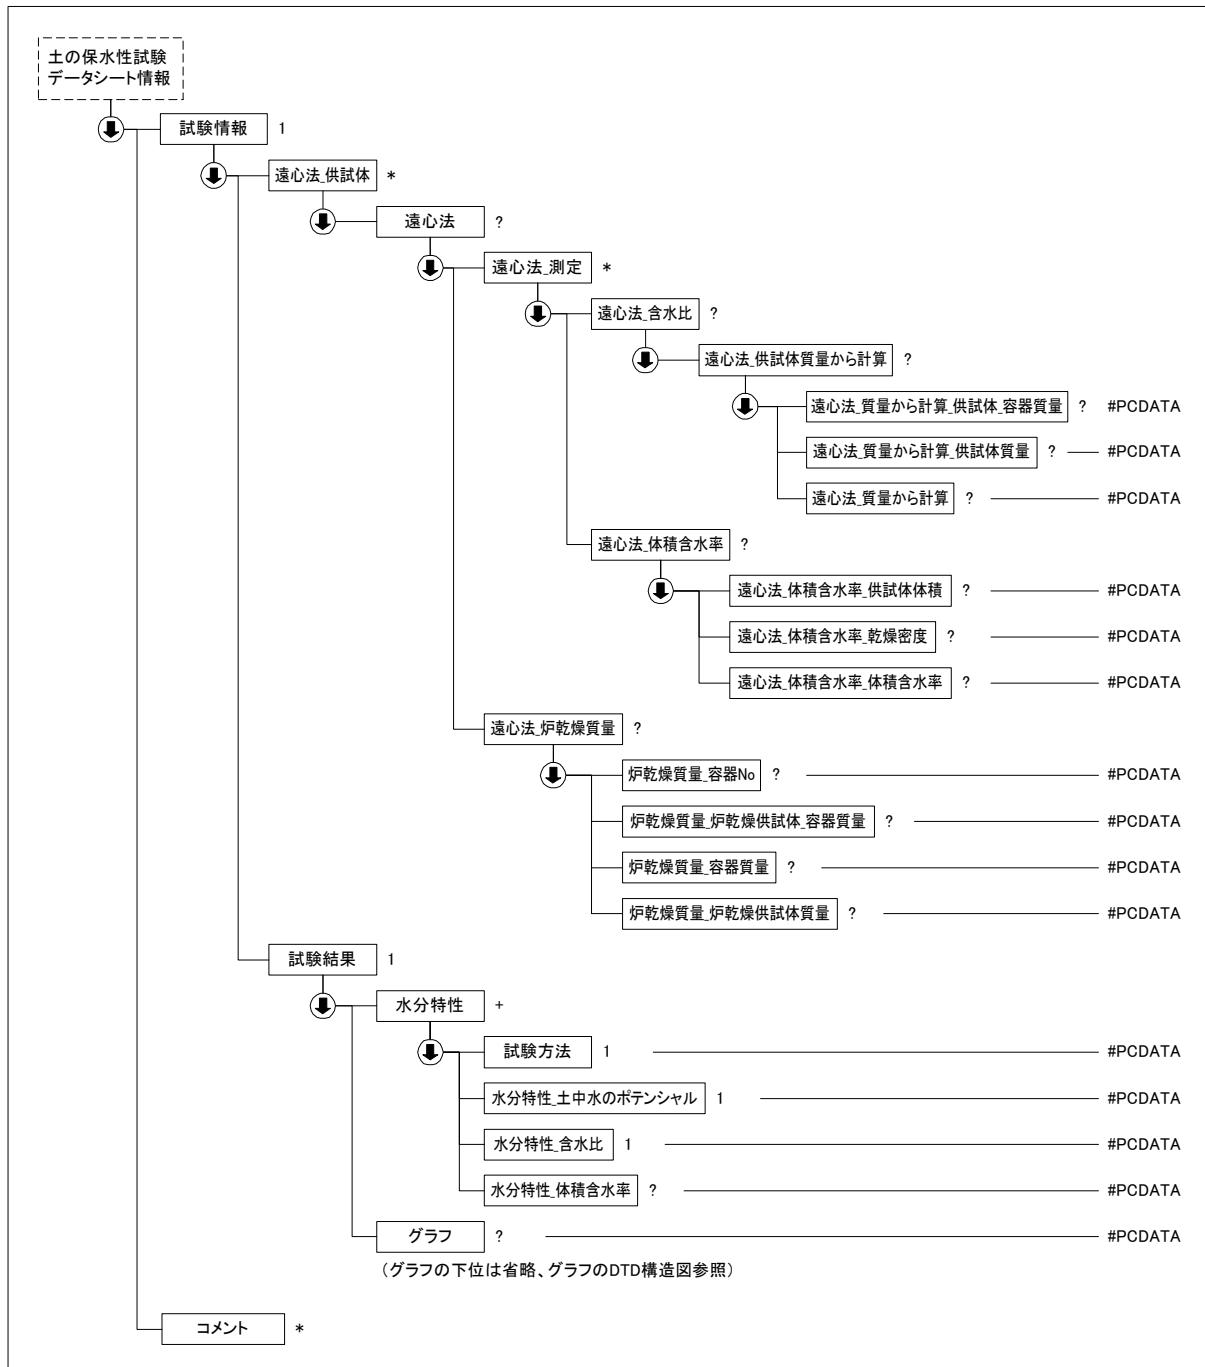 土の保水性試験
データシート情報
試験情報 1
遠心法_供試体 *
遠心法 ?
遠心法_測定 *
遠心法_含水比 ?
遠心法_供試体質量から計算 ?
遠心法_質量から計算_供試体_容器質量 ? #PCDATA
遠心法_質量から計算_供試体質量 ? #PCDATA
遠心法_質量から計算 ? #PCDATA
遠心法_体積含水率 ?
遠心法_体積含水率_供試体体積 ? #PCDATA
遠心法_体積含水率_乾燥密度 ? #PCDATA
遠心法_体積含水率_体積含水率 ? #PCDATA
遠心法_炉乾燥質量 ?
炉乾燥質量_容器No ? #PCDATA
炉乾燥質量_炉乾燥供試体_容器質量 ? #PCDATA
炉乾燥質量_容器質量 ? #PCDATA
炉乾燥質量_炉乾燥供試体質量 ? #PCDATA
試験結果 1
水分特性 +
試験方法 1 #PCDATA
水分特性_土中水のポテンシャル 1 #PCDATA
水分特性_含水比 1 #PCDATA
水分特性_体積含水率 ? #PCDATA
グラフ ? #PCDATA
（グラフの下位は省略、グラフのDTD構造図参照）
コメント *